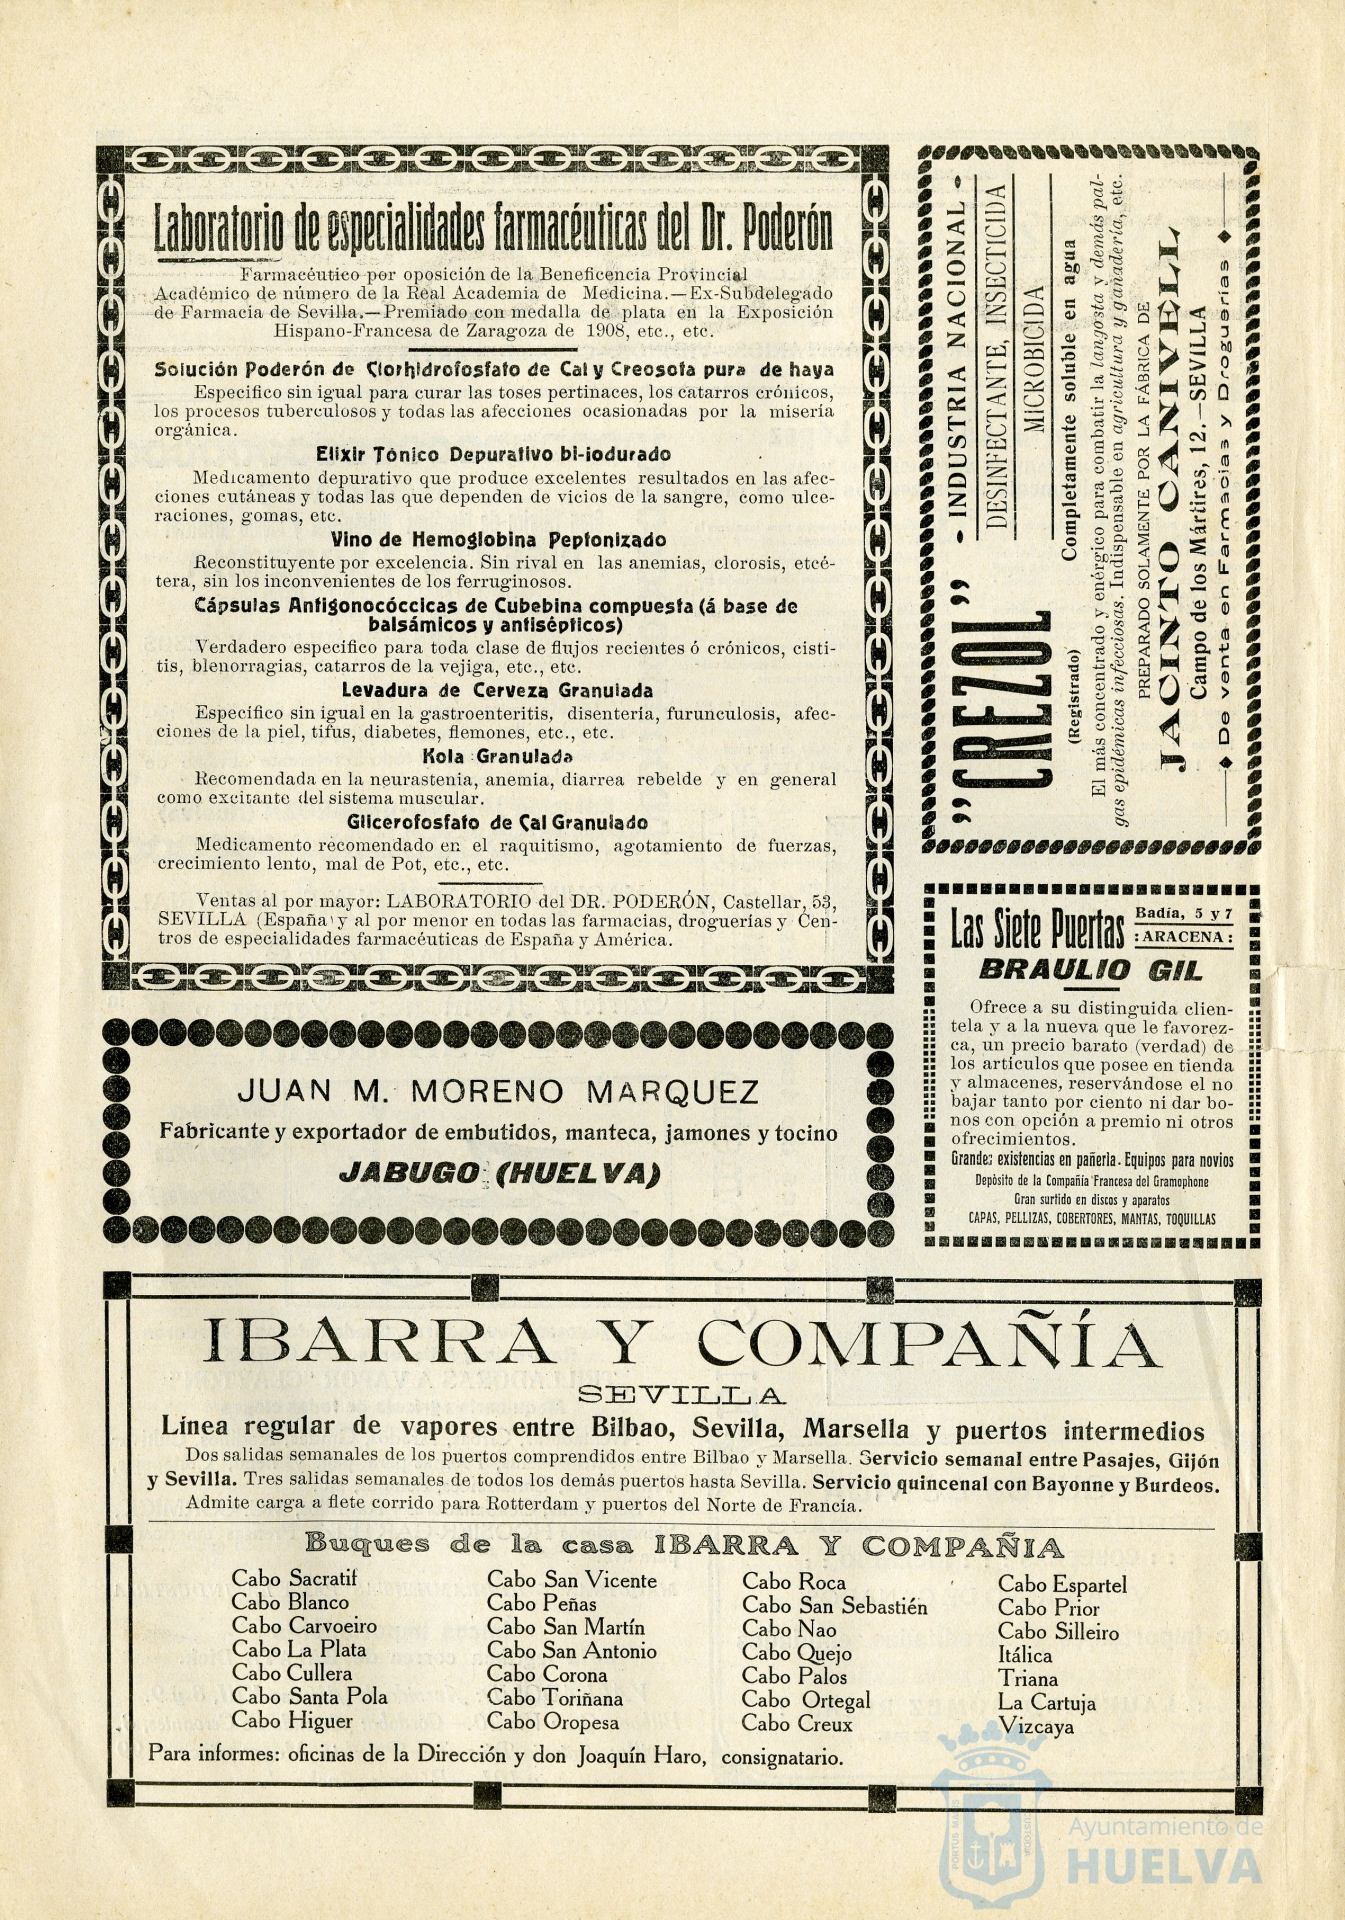 Laboratorio de especialidades farmacéuticas del Dr. Poderón
Farmacéutico por oposición de la Beneficencia Provincial
Académico de número de la Real Academia de Medicina.—Ex-Subdelegado
de Farmacia de Sevilla.—Premiado con medalla de plata en la Exposición
Hispano-Francesa de Zaragoza de 1908, etc., etc.
Solución Poderón de Clorhidrofosfato de Cal y Creosota pura de haya
Especifico sin igual para curar las toses pertinaces, los catarros crónicos,
los procesos tuberculosos y todas las afecciones ocasionadas por la miseria
orgánica.
Elixir Tónico Depurativo bi-iodurado
Medicamento depurativo que produce excelentes resultados en las afec-
ciones cutáneas y todas las que dependen de vicios de la sangre, como ulce-
raciones, gomas, etc.
Vino de Hemoglobina Peptonizado
Reconstituyente por excelencia. Sin rival en las anemias, clorosis, etcé-
tera, sin los inconvenientes de los ferruginosos.
Cápsulas Antigonocóccicas de Cubebina compuesta (á base de
balsámicos y antisépticos)
Verdadero especifico para toda clase de flujos recientes ó crónicos, cisti-
tis, blenorragias, catarros de la vejiga, etc., etc.
Levadura de Cerveza Granulada
Específico sin igual en la gastroenteritis, disentería, furunculosis, afec-
ciones de la piel, tifus, diabetes, flemones, etc., etc.
Kola Granulada
Recomendada en la neurastenia, anemia, diarrea rebelde y en general
como excitante del sistema muscular.
Glicerofosfato de Cal Granulado
Medicamento recomendado en el raquitismo, agotamiento de fuerzas,
crecimiento lento, mal de Pot, etc., etc.
Ventas al por mayor: LABORATORIO del DR. PODERÓN, Castellar, 53,
SEVILLA (España) y al por menor en todas las farmacias, droguerías y Cen-
tros de especialidades farmacéuticas de España y América.
"CREZOL"
(Registrado)
- INDUSTRIA NACIONAL -
DESINFECTANTE, INSECTICIDA
MICROBICIDA
Completamente soluble en agua
El más concentrado y enérgico para combatir la langosta y demás pal-
gas epidémicas infecciosas. Indispensable en agricultura y gañadería, etc.
PREPARADO SOLAMENTE POR LA FÁBRICA DE
JACINTO CANIVELL
Campo de los Mártires, 12.—SEVILLA
De venta en Farmacias y Droguerías
Las Siete Puertas
Badía, 5 y 7
: ARACENA :
BRAULIO GIL
Ofrece a su distinguida clien-
tela y a la nueva que le favorez-
ca, un precio barato (verdad) de
los articulos que posee en tienda
y almacenes, reservándose el no
bajar tanto por ciento ni dar bo-
nos con opción a premio ni otros
ofrecimientos.
Grandes existencias en pañeria. Equipos para novios
Depósito de la Compañía Francesa del Gramophone
Gran surtido en discos y aparatos
CAPAS, PELLIZAS, COBERTORES, MANTAS, TOQUILLAS
JUAN M. MORENO MARQUEZ
Fabricante y exportador de embutidos, manteca, jamones y tocino
JABUGO (HUELVA)
IBARRA Y COMPAÑÍA
SEVILLA
Línea regular de vapores entre Bilbao, Sevilla, Marsella y puertos intermedios
Dos salidas semanales de los puertos comprendidos entre Bilbao y Marsella. Servicio semanal entre Pasajes, Gijón
y Sevilla. Tres salidas semanales de todos los demás puertos hasta Sevilla. Servicio quincenal con Bayonne y Burdeos.
Admite carga a flete corrido para Rotterdam y puertos del Norte de Francia.
Buques de la casa IBARRA Y COMPAÑIA
Cabo Sacratif
Cabo Blanco
Cabo Carvoeiro
Cabo La Plata
Cabo Cullera
Cabo Santa Pola
Cabo Higuer
Cabo San Vicente
Cabo Peñas
Cabo San Martín
Cabo San Antonio
Cabo Corona
Cabo Toriñana
Cabo Oropesa
Cabo Roca
Cabo San Sebastién
Cabo Nao
Cabo Quejo
Cabo Palos
Cabo Ortegal
Cabo Creux
Cabo Espartel
Cabo Prior
Cabo Silleiro
Itálica
Triana
La Cartuja
Vizcaya
Para informes: oficinas de la Dirección y don Joaquín Haro, consignatario.
Ayuntamiento de
HUELVA